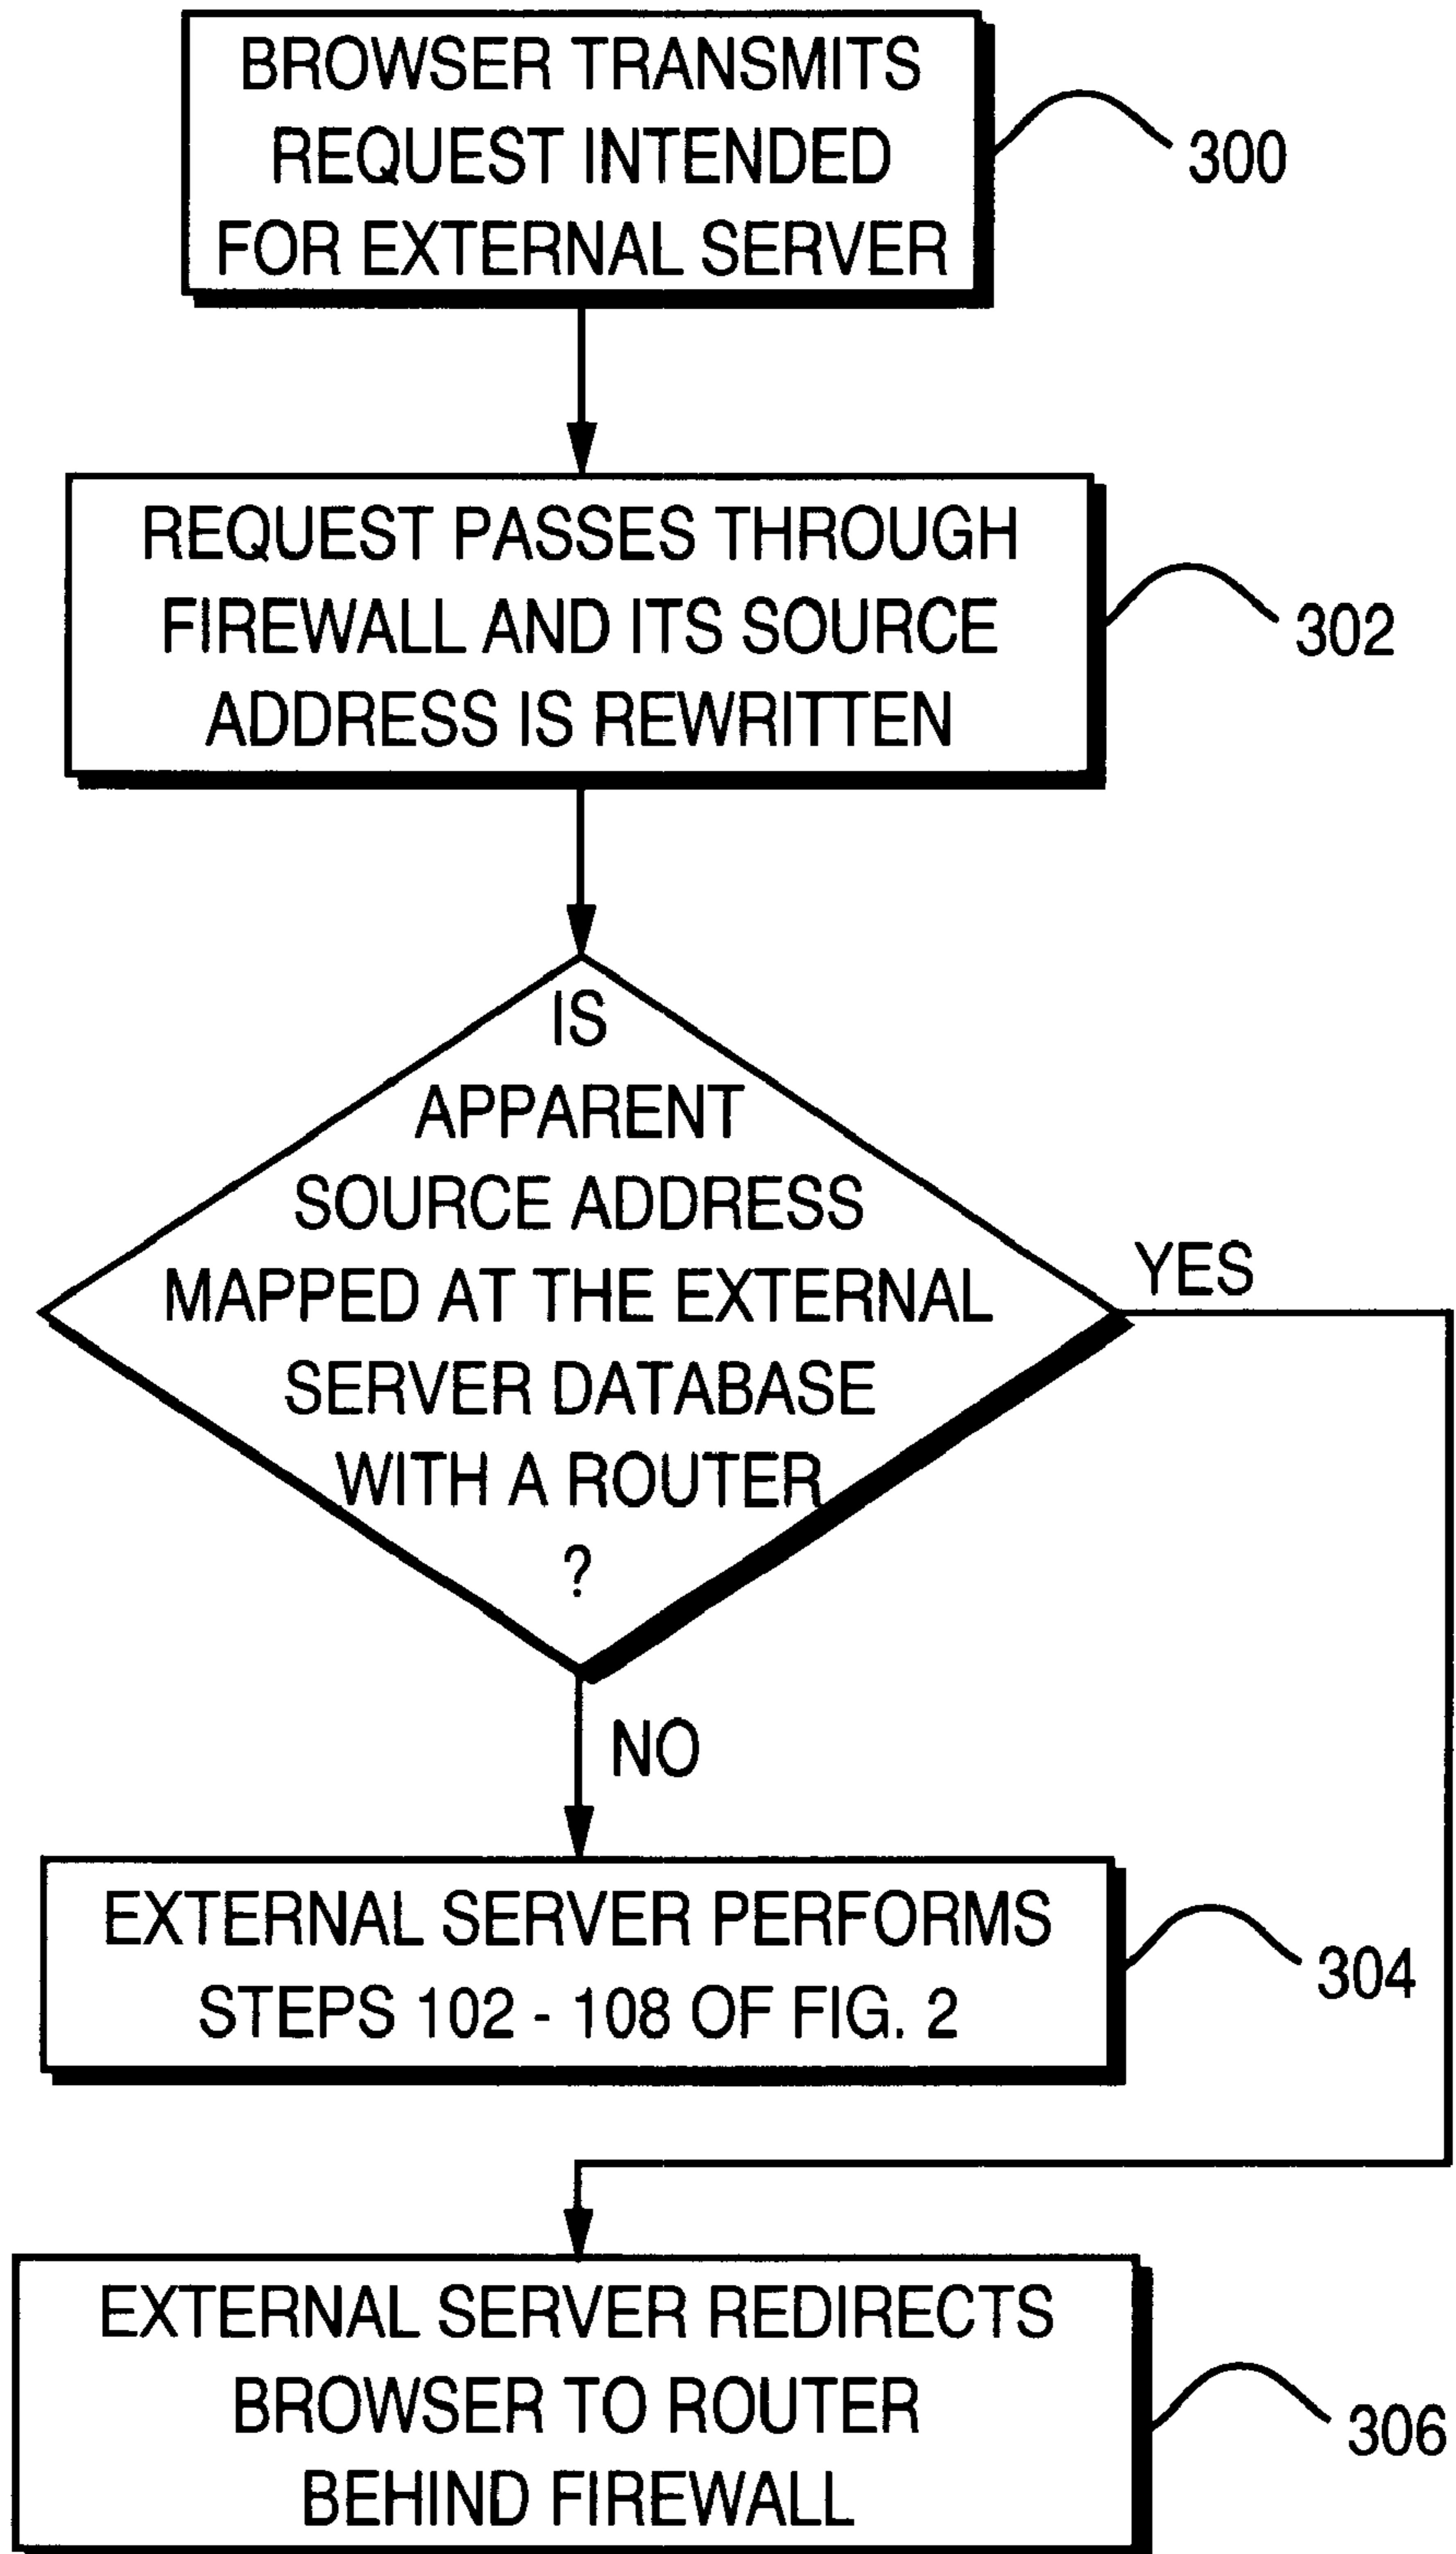 BROWSER TRANSMITS
REQUEST INTENDED
FOR EXTERNAL SERVER
300
REQUEST PASSES THROUGH
FIREWALL AND ITS SOURCE
ADDRESS IS REWRITTEN
302
IS
APPARENT
SOURCE ADDRESS
MAPPED AT THE EXTERNAL
SERVER DATABASE
WITH A ROUTER
?
YES
NO
EXTERNAL SERVER PERFORMS
STEPS 102 - 108 OF FIG. 2
304
EXTERNAL SERVER REDIRECTS
BROWSER TO ROUTER
BEHIND FIREWALL
306